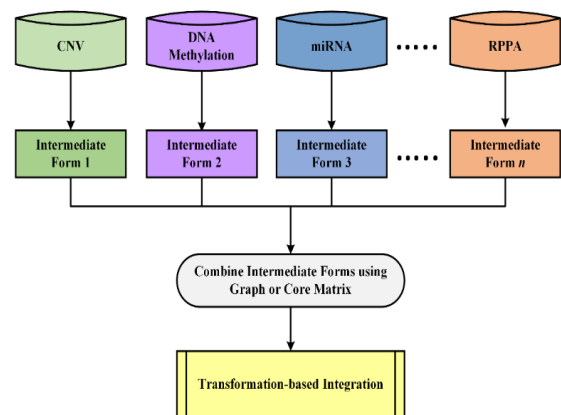 CNV
DNA
Methylation
miRNA
RPPA
Intermediate
Form 1
Intermediate
Form 2
Intermediate
Form 3
Intermediate
Form n
Combine Intermediate Forms using
Graph or Core Matrix
Transformation-based Integration